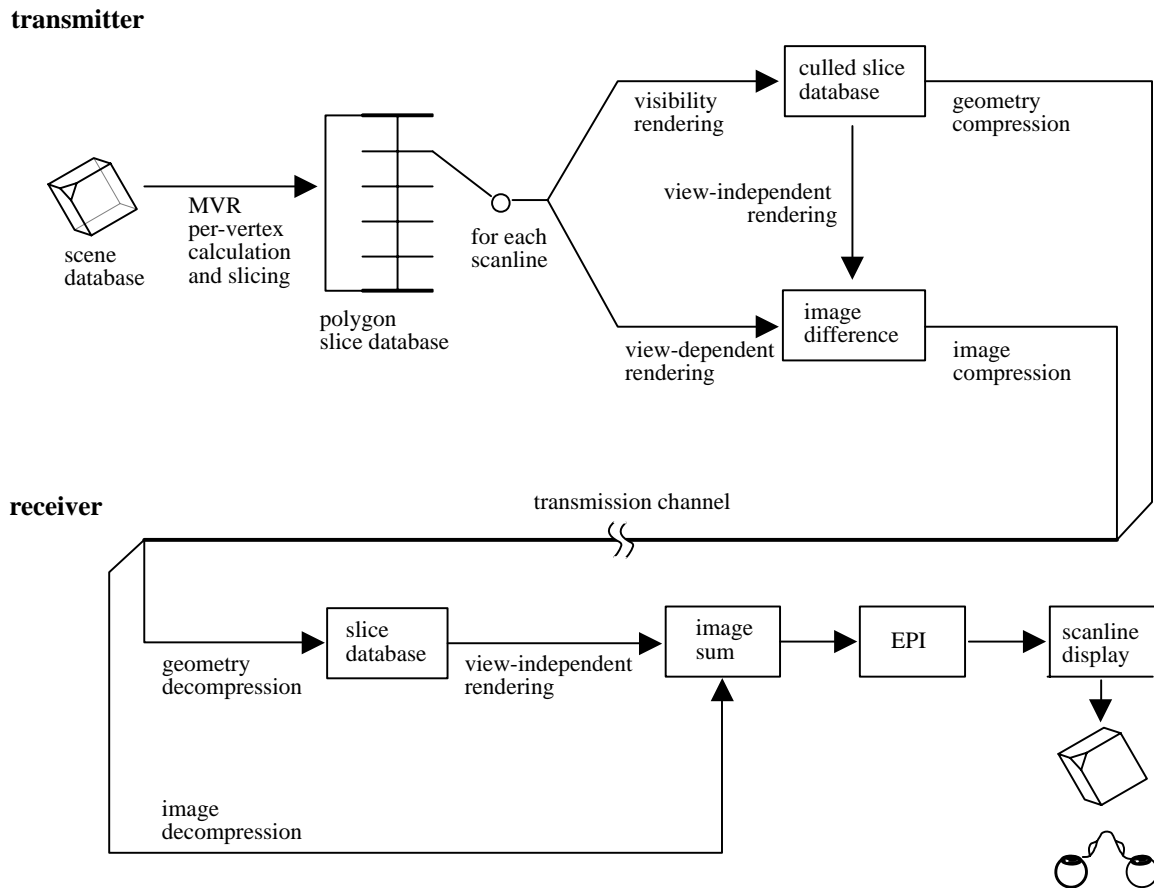 transmitter
culled slice
database
visibility
rendering
geometry
compression
view-independent
rendering
MVR
per-vertex
calculation
and slicing
scene
database
for each
scanline
polygon
slice database
image
difference
view-dependent
rendering
image
compression
receiver
transmission channel
slice
database
image
sum
EPI
scanline
display
geometry
decompression
view-independent
rendering
image
decompression